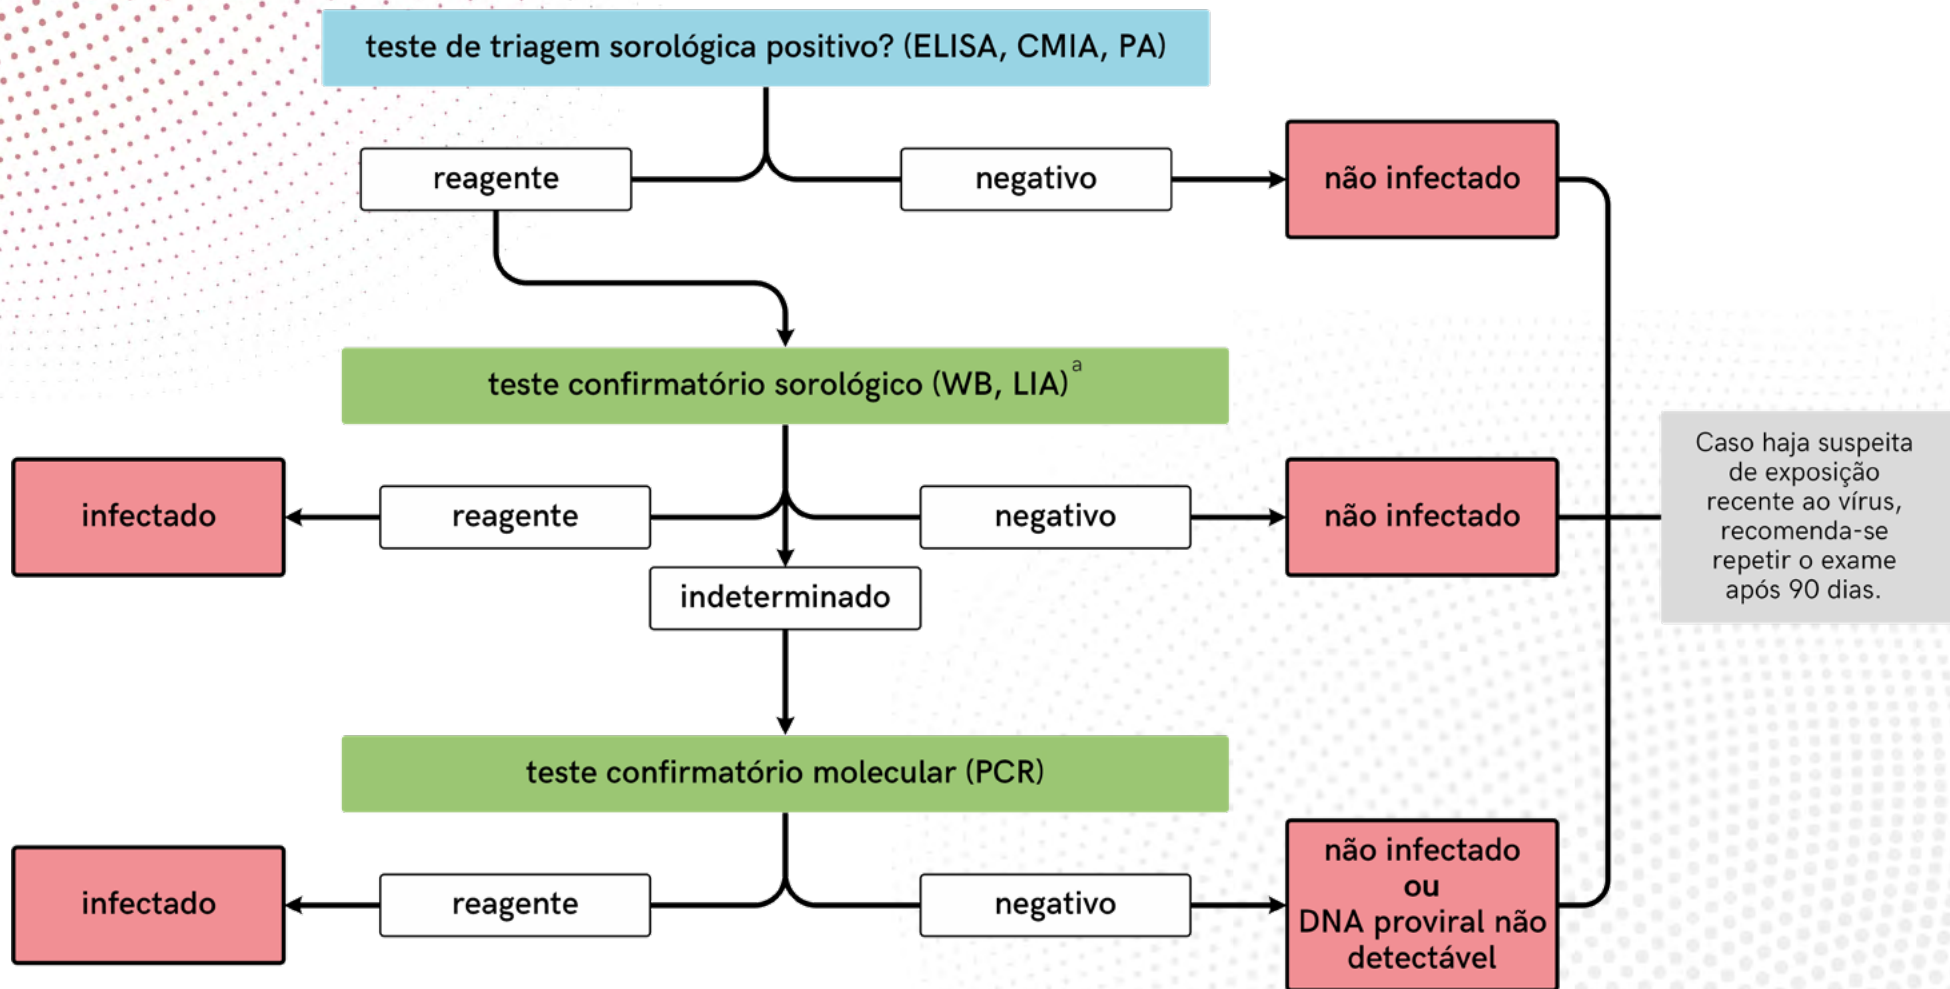 teste de triagem sorológica positivo? (ELISA, CMIA, PA)
reagente
negativo
não infectado
teste confirmatório sorológico (WB, LIA)a
infectado
reagente
negativo
não infectado
indeterminado
Caso haja suspeita
de exposição
recente ao vírus,
recomenda-se
repetir o exame
após 90 dias.
teste confirmatório molecular (PCR)
infectado
reagente
negativo
não infectado
ou
DNA proviral não
detectável